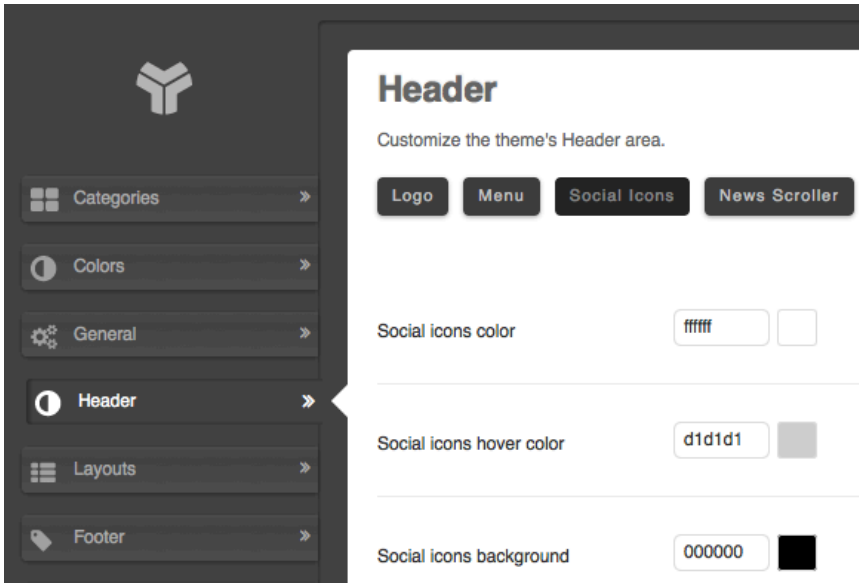 Categories »
Colors »
General »
Header »
Layouts »
Footer »
Header
Customize the theme's Header area.
Logo Menu Social Icons News Scroller
Social icons color ffffff
Social icons hover color d1d1d1
Social icons background 000000